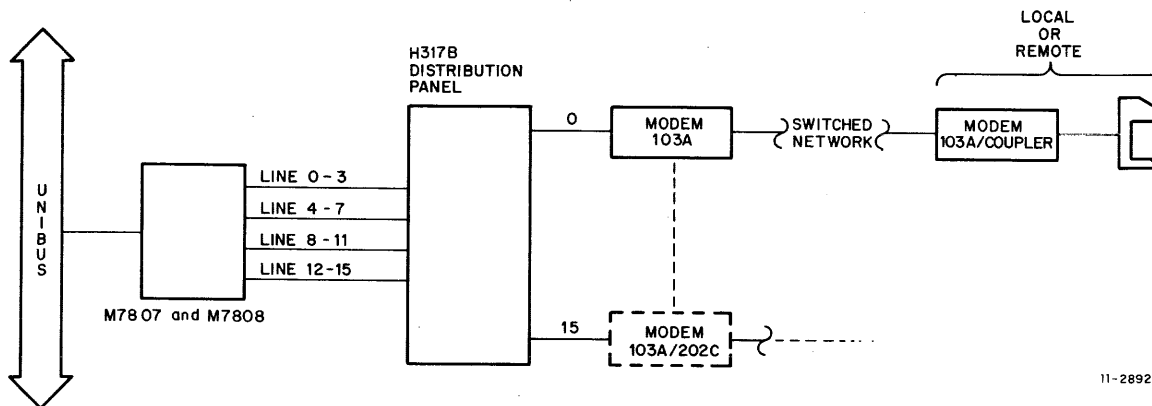 LOCAL
OR
REMOTE
H317B
DISTRIBUTION
PANEL
0
MODEM
103A
SWITCHED
NETWORK
MODEM
103A/COUPLER
UNIBUS
LINE 0-3
LINE 4-7
LINE 8-11
LINE 12-15
M7807 and M7808
15
MODEM
103A/202C
11-2892